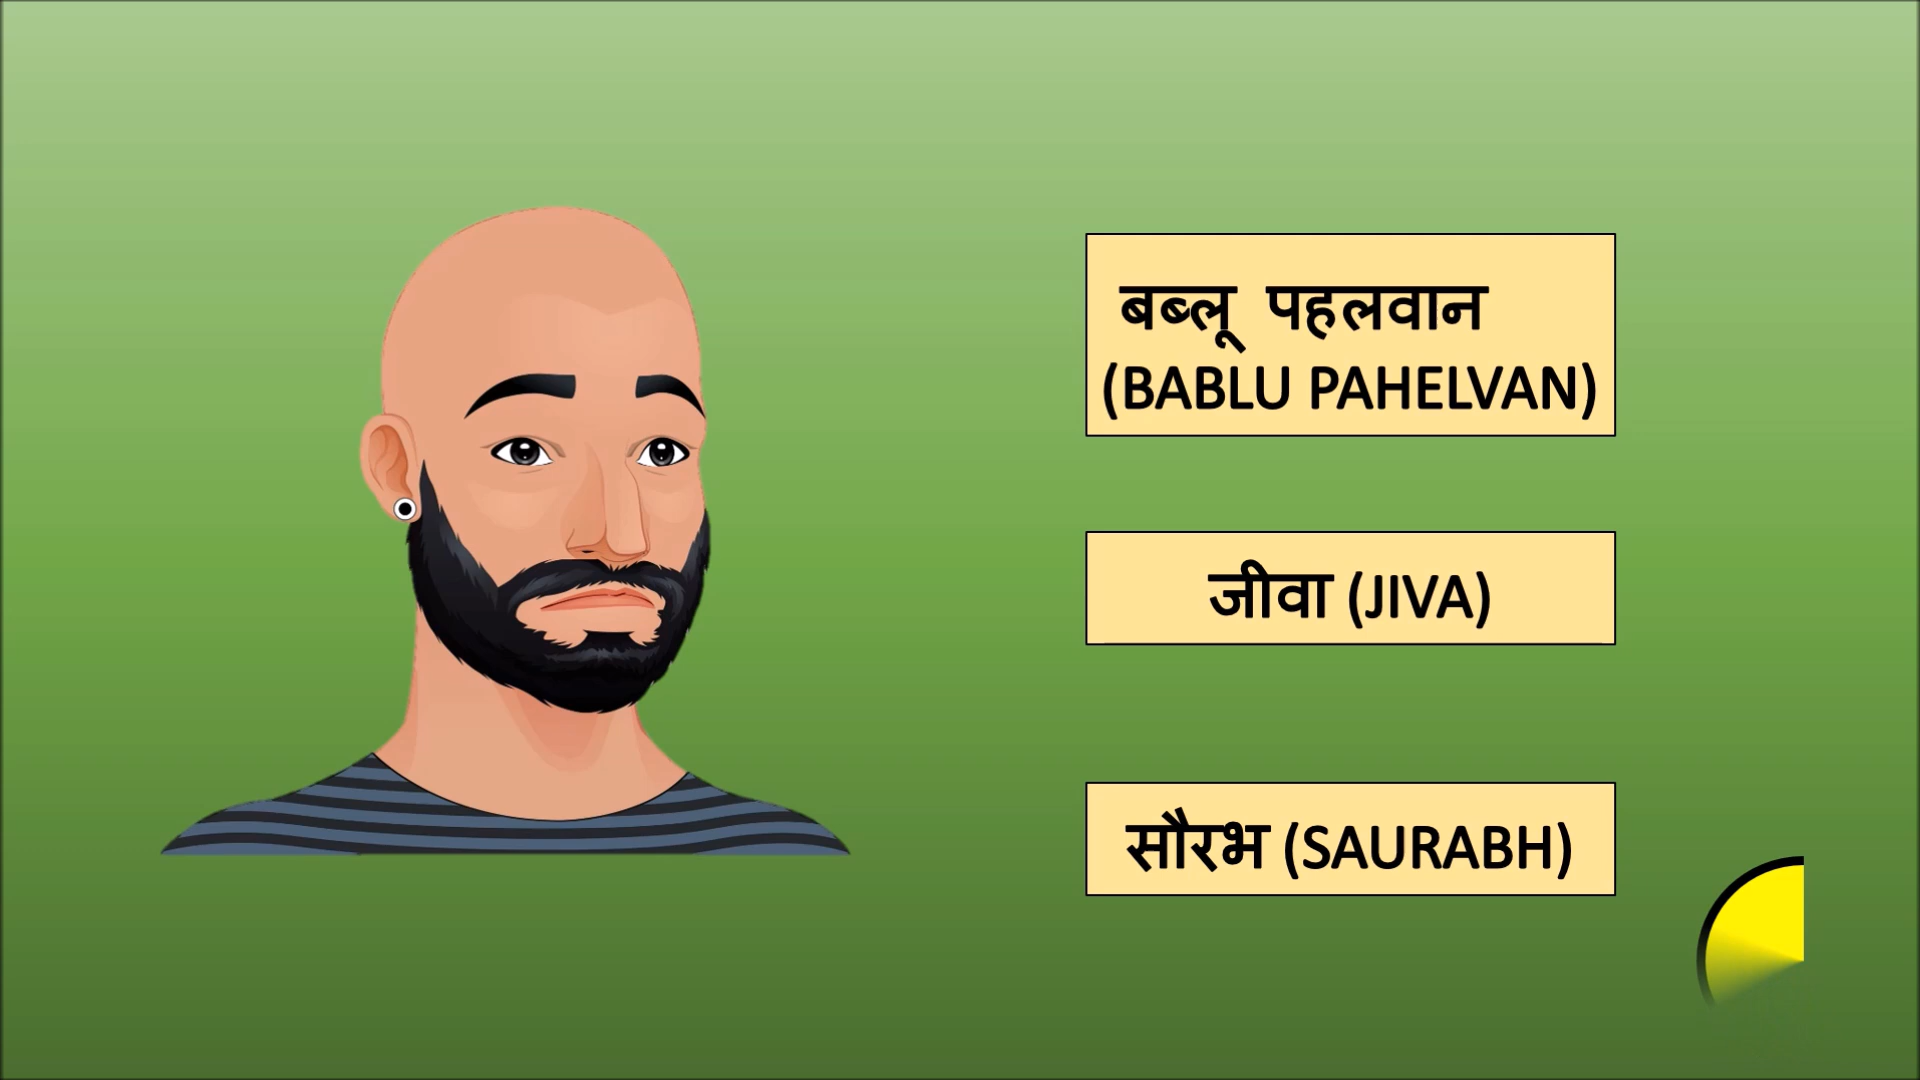 बब्लू पहलवान
(BABLU PAHELVAN)
जीवा (JIVA)
सौरभ (SAURABH)